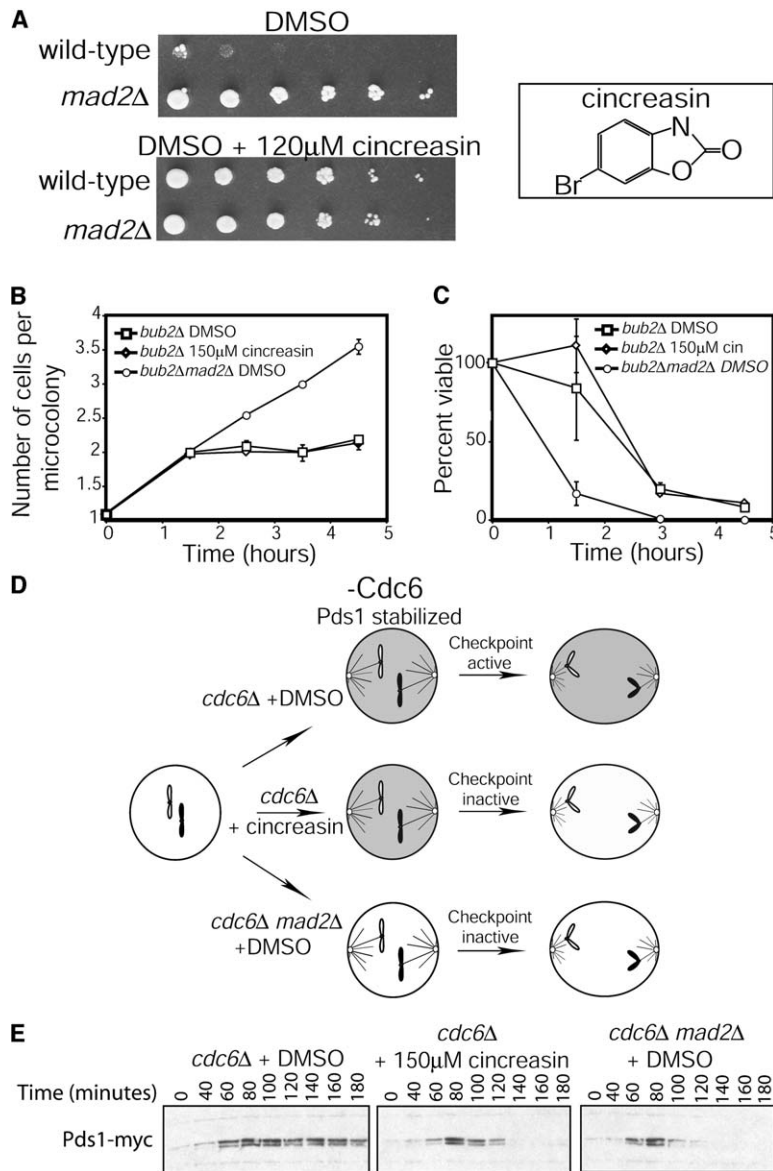 A
DMSO
wild-type
mad2Δ
DMSO + 120μM cincreasin
wild-type
mad2Δ
cincreasin
N
O
O
Br
B
Number of cells per microcolony
4
3.5
3
2.5
2
1.5
1
bub2Δ DMSO
bub2Δ 150μM cincreasin
bub2Δmad2Δ DMSO
0 1 2 3 4 5
Time (hours)
C
Percent viable
100
50
0
bub2Δ DMSO
bub2Δ 150μM cin
bub2Δmad2Δ DMSO
0 1 2 3 4 5
Time (hours)
D
-Cdc6
Pds1 stabilized
cdc6Δ +DMSO
Checkpoint
active
cdc6Δ
+ cincreasin
Checkpoint
inactive
cdc6Δ mad2Δ
+DMSO
Checkpoint
inactive
E
cdc6Δ + DMSO
cdc6Δ
+ 150μM cincreasin
cdc6Δ mad2Δ
+ DMSO
Time (minutes)
0 40 60 80 100 120 140 160 180
0 40 60 80 100 120 140 160 180
0 40 60 80 100 120 140 160 180
Pds1-myc